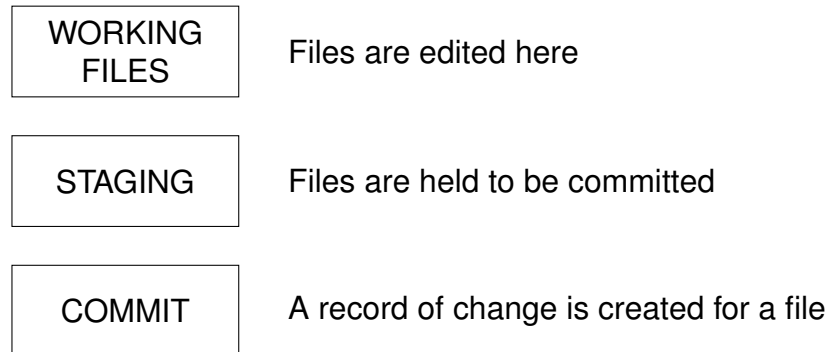 WORKING
FILES
Files are edited here
STAGING
Files are held to be committed
COMMIT
A record of change is created for a file